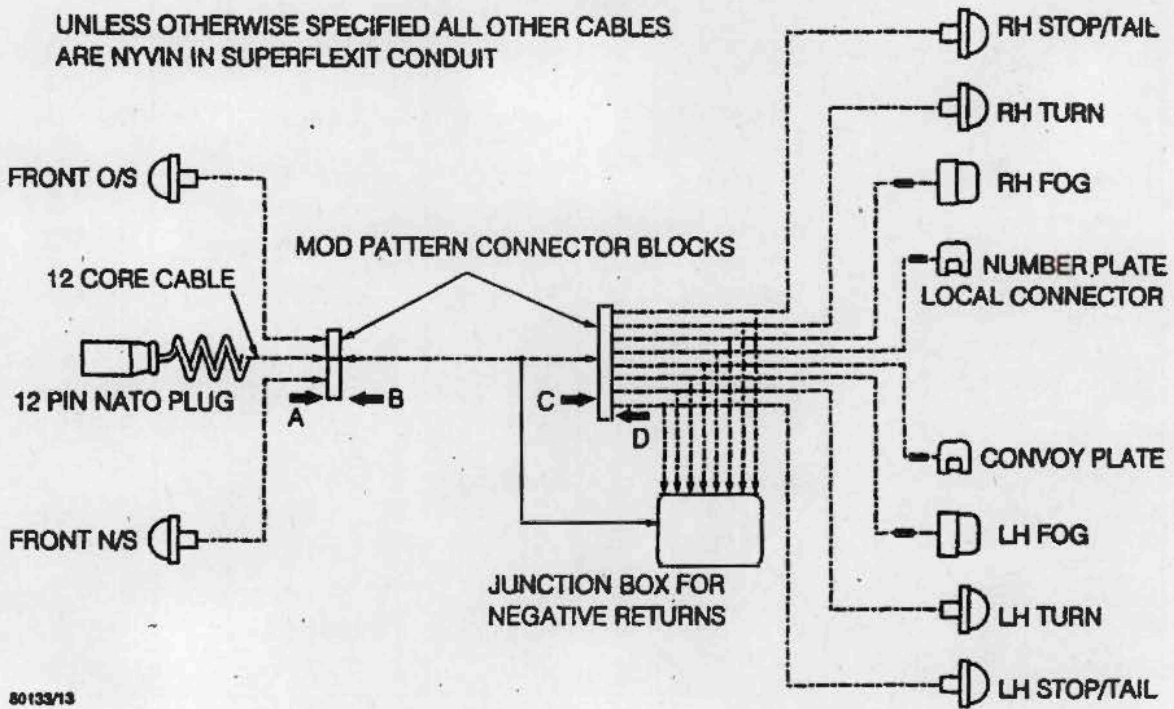 UNLESS OTHERWISE SPECIFIED ALL OTHER CABLES
ARE NYVIN IN SUPERFLEXIT CONDUIT
RH STOP/TAIL
RH TURN
FRONT O/S
RH FOG
MOD PATTERN CONNECTOR BLOCKS
12 CORE CABLE
NUMBER PLATE
LOCAL CONNECTOR
12 PIN NATO PLUG
A
B
C
D
CONVOY PLATE
FRONT N/S
LH FOG
JUNCTION BOX FOR
NEGATIVE RETURNS
LH TURN
LH STOP/TAIL
80133/13